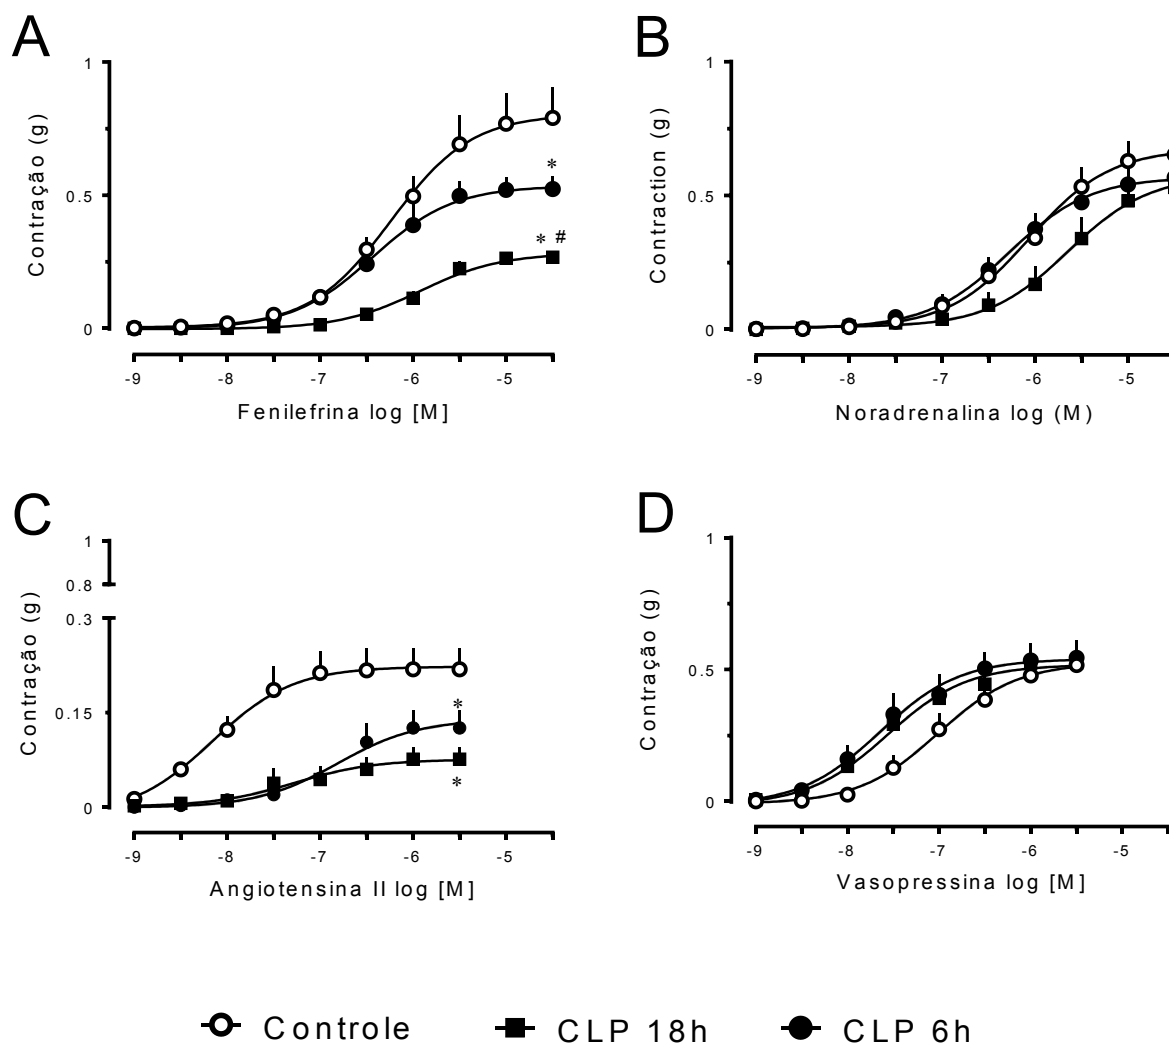 A
1
0.5
0
Contração (g)
*
* #
-9 -8 -7 -6 -5
Fenilefrina log [M]
B
1
0.5
0
Contraction (g)
-9 -8 -7 -6 -5
Noradrenalina log (M)
C
1
0.8
0.3
0.15
0
Contração (g)
*
*
-9 -8 -7 -6 -5
Angiotensina II log [M]
D
1
0.5
0
Contração (g)
-9 -8 -7 -6 -5
Vasopressina log [M]
Controle CLP 18h CLP 6h